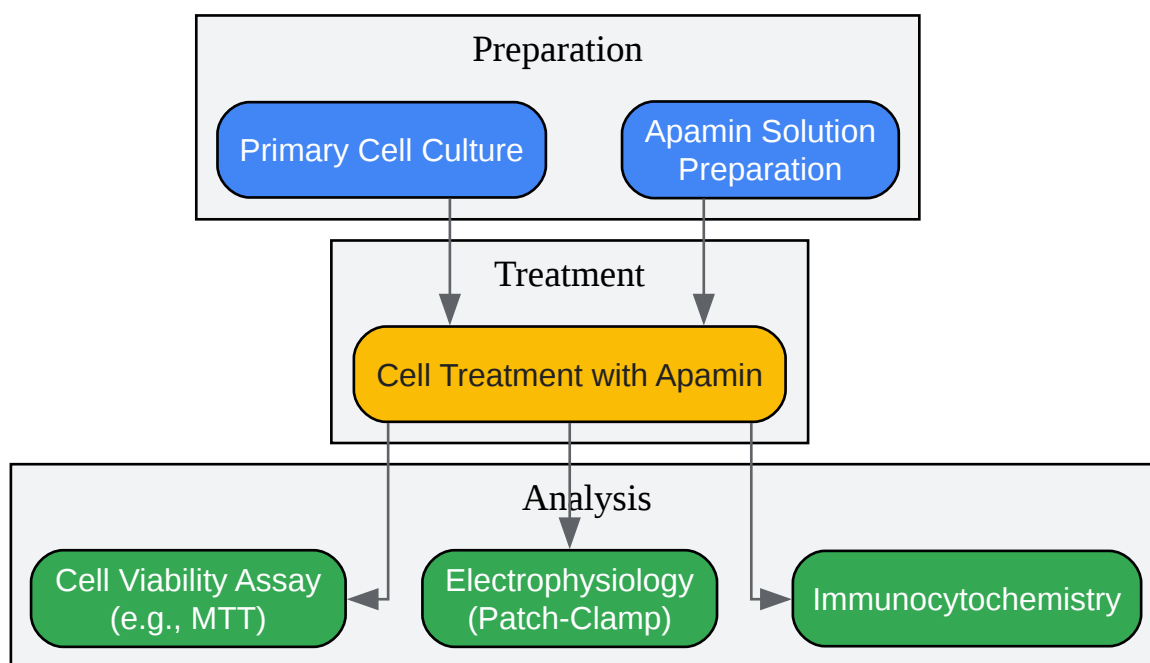 Preparation
Primary Cell Culture
Apamin Solution
Preparation
Treatment
Cell Treatment with Apamin
Analysis
Cell Viability Assay
(e.g., MTT)
Electrophysiology
(Patch-Clamp)
Immunocytochemistry